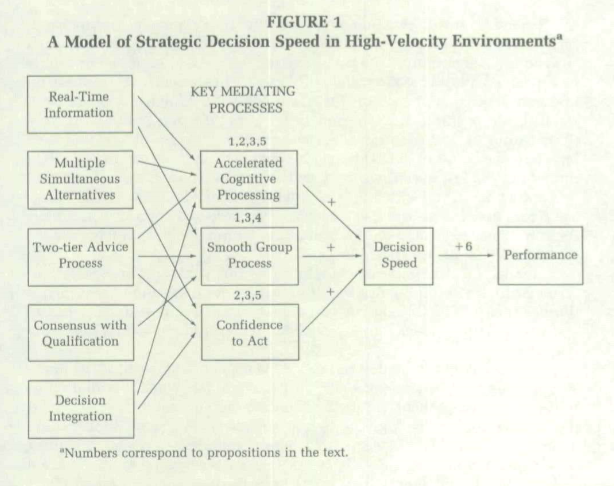 FIGURE 1
A Model of Strategic Decision Speed in High-Velocity Environmentsª
Real-Time
Information
KEY MEDIATING
PROCESSES
Multiple
Simultaneous
Alternatives
1,2,3,5
Accelerated
Cognitive
Processing
+
Two-tier Advice
Process
1,3,4
Smooth Group
Process
+
Decision
Speed
+6
Performance
Consensus with
Qualification
2,3,5
Confidence
to Act
+
Decision
Integration
ªNumbers correspond to propositions in the text.